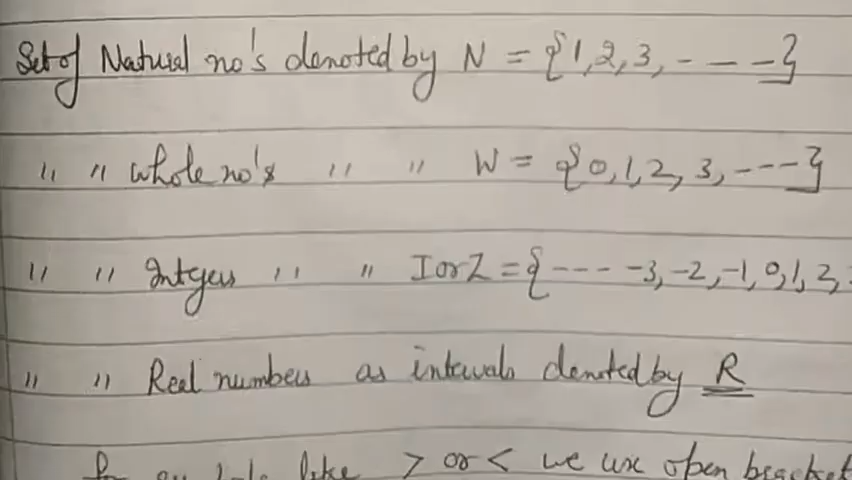 Set of Natural no's denoted by N = {1, 2, 3, - - - -}
" " whole no's " " W = {0, 1, 2, 3, ----}
" " Intgers " " I or Z = {---- -3, -2, -1, 0, 1, 2,
" " Real numbers as intervals denoted by R
like > or < we use open bracket